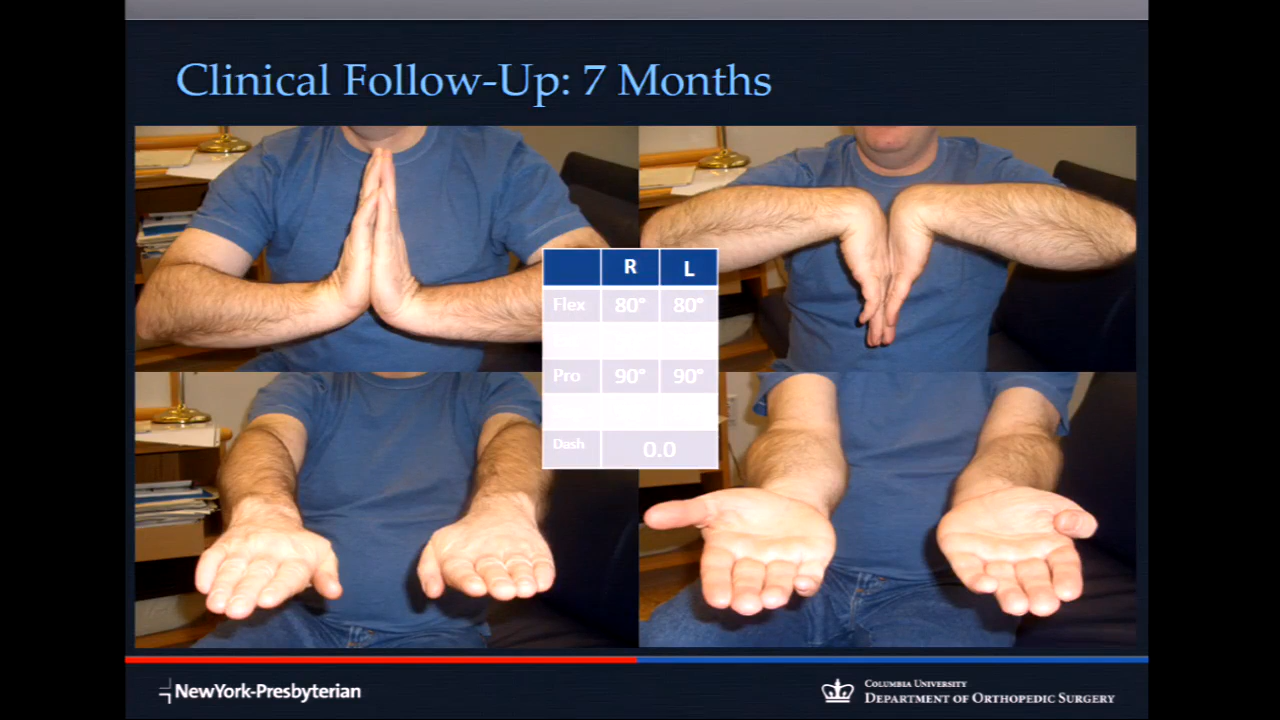 Clinical Follow-Up: 7 Months
R L
Flex 80° 80°
Pro 90° 90°
Dash 0.0
NewYork-Presbyterian
COLUMBIA UNIVERSITY
DEPARTMENT OF ORTHOPEDIC SURGERY